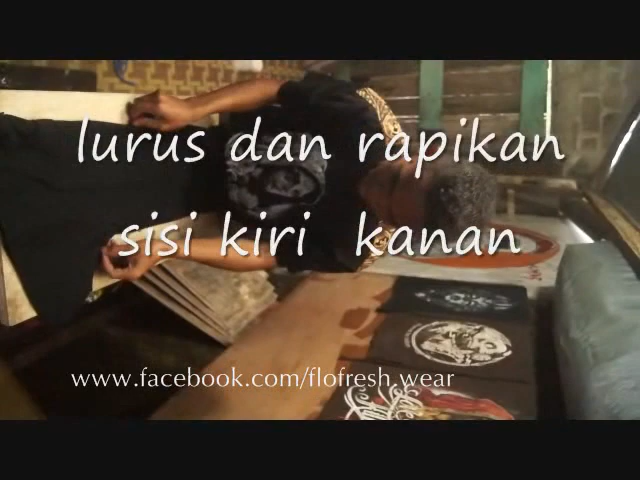 lurus dan rapikan
sisi kiri kanan
www.facebook.com/flofresh wear